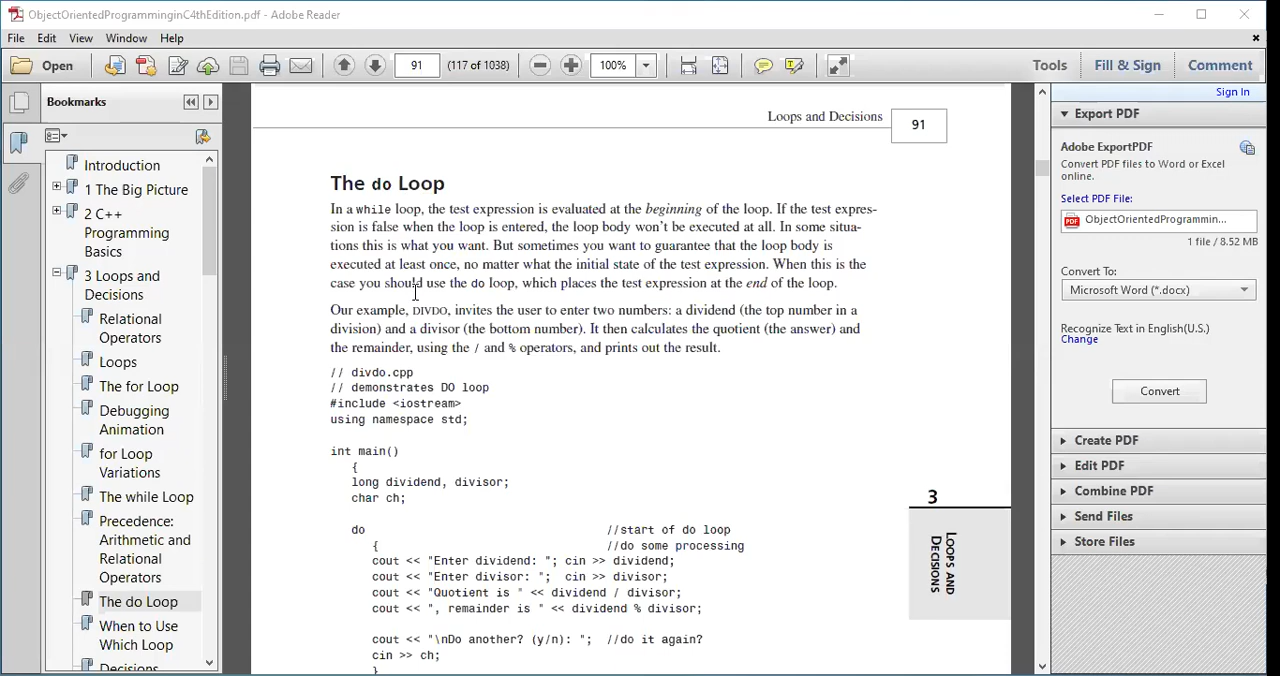 ObjectOrientedProgramminginC4thEdition.pdf - Adobe Reader
File Edit View Window Help
Open 91 (117 of 1038) 100% Tools Fill & Sign Comment
Bookmarks
Introduction
1 The Big Picture
2 C++
Programming
Basics
3 Loops and
Decisions
Relational
Operators
Loops
The for Loop
Debugging
Animation
for Loop
Variations
The while Loop
Precedence:
Arithmetic and
Relational
Operators
The do Loop
When to Use
Which Loop
Decisions
Loops and Decisions
91
The do Loop
In a while loop, the test expression is evaluated at the beginning of the loop. If the test expres-
sion is false when the loop is entered, the loop body won't be executed at all. In some situa-
tions this is what you want. But sometimes you want to guarantee that the loop body is
executed at least once, no matter what the initial state of the test expression. When this is the
case you should use the do loop, which places the test expression at the end of the loop.
Our example, DIVDO, invites the user to enter two numbers: a dividend (the top number in a
division) and a divisor (the bottom number). It then calculates the quotient (the answer) and
the remainder, using the / and % operators, and prints out the result.
// divdo.cpp
// demonstrates DO loop
#include <iostream>
using namespace std;
int main()
{
long dividend, divisor;
char ch;
do //start of do loop
{ //do some processing
cout << "Enter dividend: "; cin >> dividend;
cout << "Enter divisor: "; cin >> divisor;
cout << "Quotient is " << dividend / divisor;
cout << ", remainder is " << dividend % divisor;
cout << "\nDo another? (y/n): "; //do it again?
cin >> ch;
}
3
LOOPS AND
DECISIONS
Sign In
Export PDF
Adobe ExportPDF
Convert PDF files to Word or Excel
online.
Select PDF File:
ObjectOrientedProgrammin...
1 file / 8.52 MB
Convert To:
Microsoft Word (*.docx)
Recognize Text in English(U.S.)
Change
Convert
Create PDF
Edit PDF
Combine PDF
Send Files
Store Files